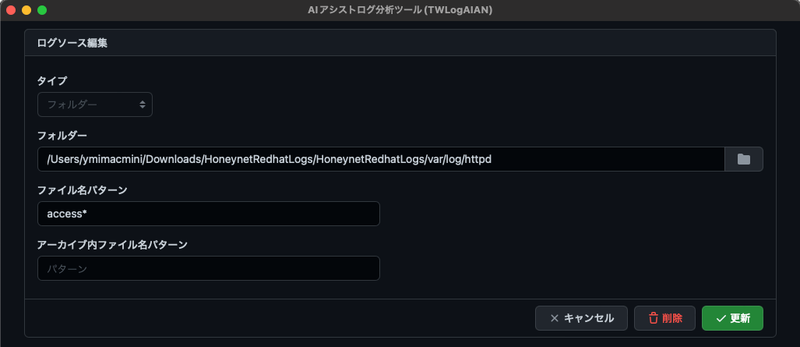 AIアシストログ分析ツール(TWLogAIAN)
ログソース編集
タイプ
フォルダー
フォルダー
/Users/ymimacmini/Downloads/HoneynetRedhatLogs/HoneynetRedhatLogs/var/log/httpd
ファイル名パターン
access*
アーカイブ内ファイル名パターン
パターン
キャンセル 削除 更新